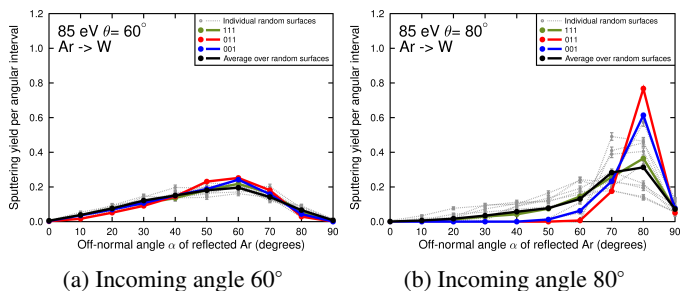 (a)
85 eV θ= 60°
Ar -> W
Individual random surfaces
111
011
001
Average over random surfaces
Sputtering yield per angular interval
1.2
1.0
0.8
0.6
0.4
0.2
0.0
0 10 20 30 40 50 60 70 80 90
Off-normal angle α of reflected Ar (degrees)
(a) Incoming angle 60°
(b)
85 eV θ= 80°
Ar -> W
Individual random surfaces
111
011
001
Average over random surfaces
Sputtering yield per angular interval
1.2
1.0
0.8
0.6
0.4
0.2
0.0
0 10 20 30 40 50 60 70 80 90
Off-normal angle α of reflected Ar (degrees)
(b) Incoming angle 80°